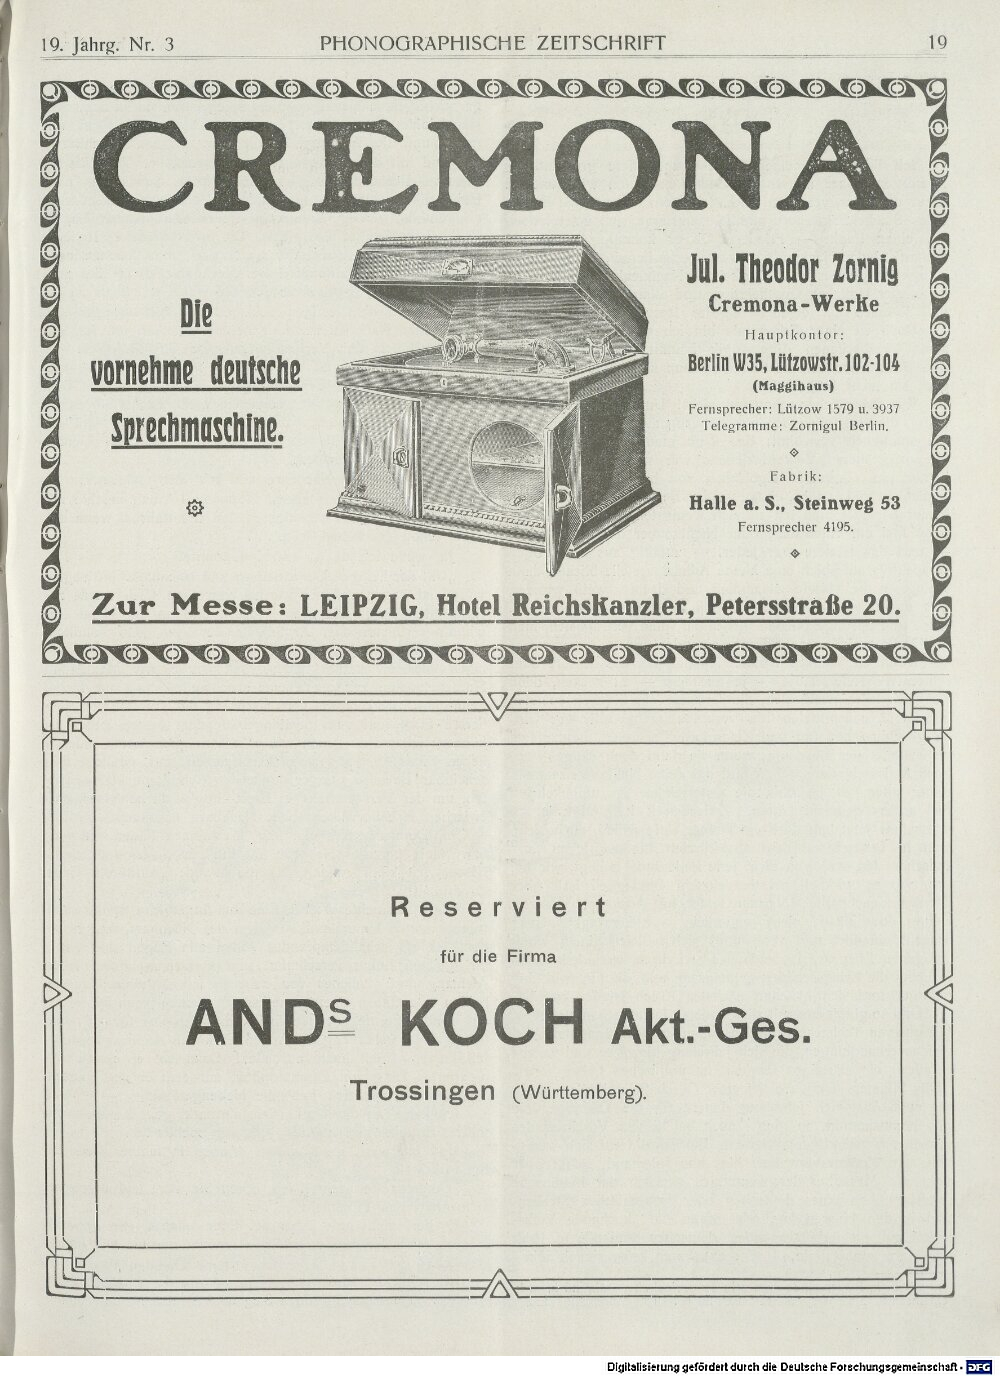 19. Jahrg. Nr. 3 PHONOGRAPHISCHE ZEITSCHRIFT 19
CREMONA
Die
vornehme deutsche
Sprechmaschine.
Jul. Theodor Zornig
Cremona-Werke
Hauptkontor:
Berlin W35, Lützowstr. 102-104
(Maggihaus)
Fernsprecher: Lützow 1579 u. 3937
Telegramme: Zornigul Berlin.
Fabrik:
Halle a. S., Steinweg 53
Fernsprecher 4195.
Zur Messe: LEIPZIG, Hotel Reichskanzler, Petersstraße 20.
Reserviert
für die Firma
ANDS KOCH Akt.-Ges.
Trossingen (Württemberg).
Digitalisierung gefördert durch die Deutsche Forschungsgemeinschaft - DFG